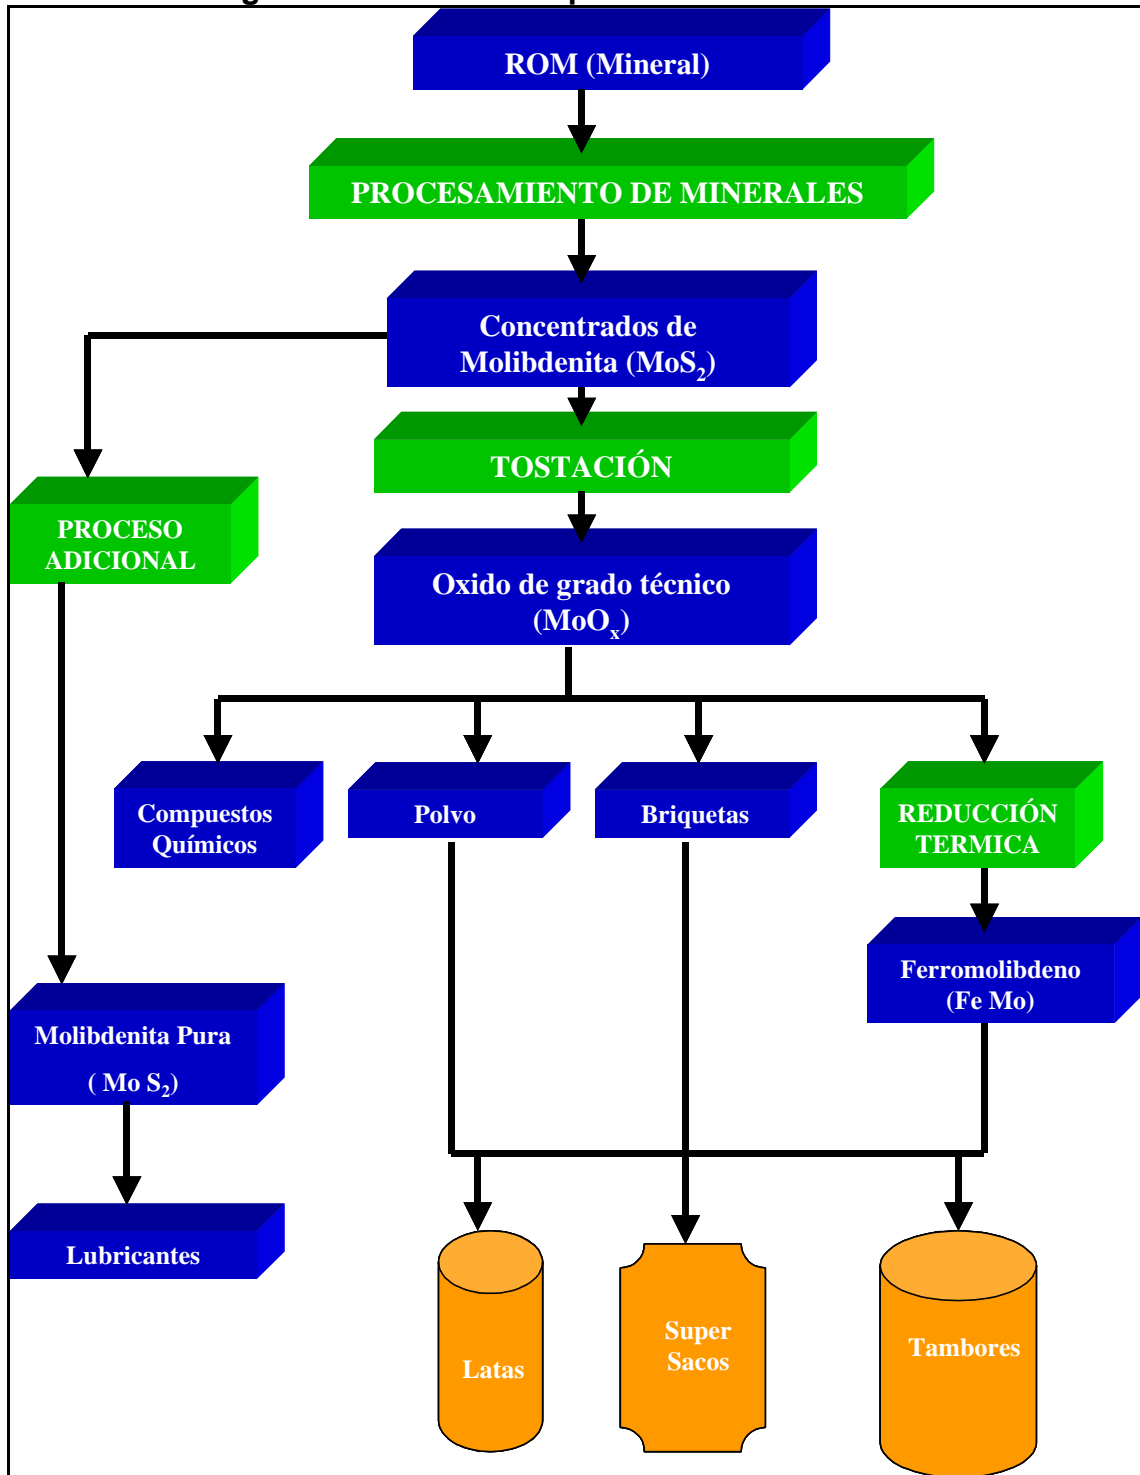 ROM (Mineral)
PROCESAMIENTO DE MINERALES
Concentrados de
Molibdenita (MoS₂)
TOSTACIÓN
PROCESO
ADICIONAL
Oxido de grado técnico
(MoOₓ)
Compuestos
Químicos
Polvo
Briquetas
REDUCCIÓN
TERMICA
Ferromolibdeno
(Fe Mo)
Molibdenita Pura
( Mo S₂)
Lubricantes
Latas
Super
Sacos
Tambores